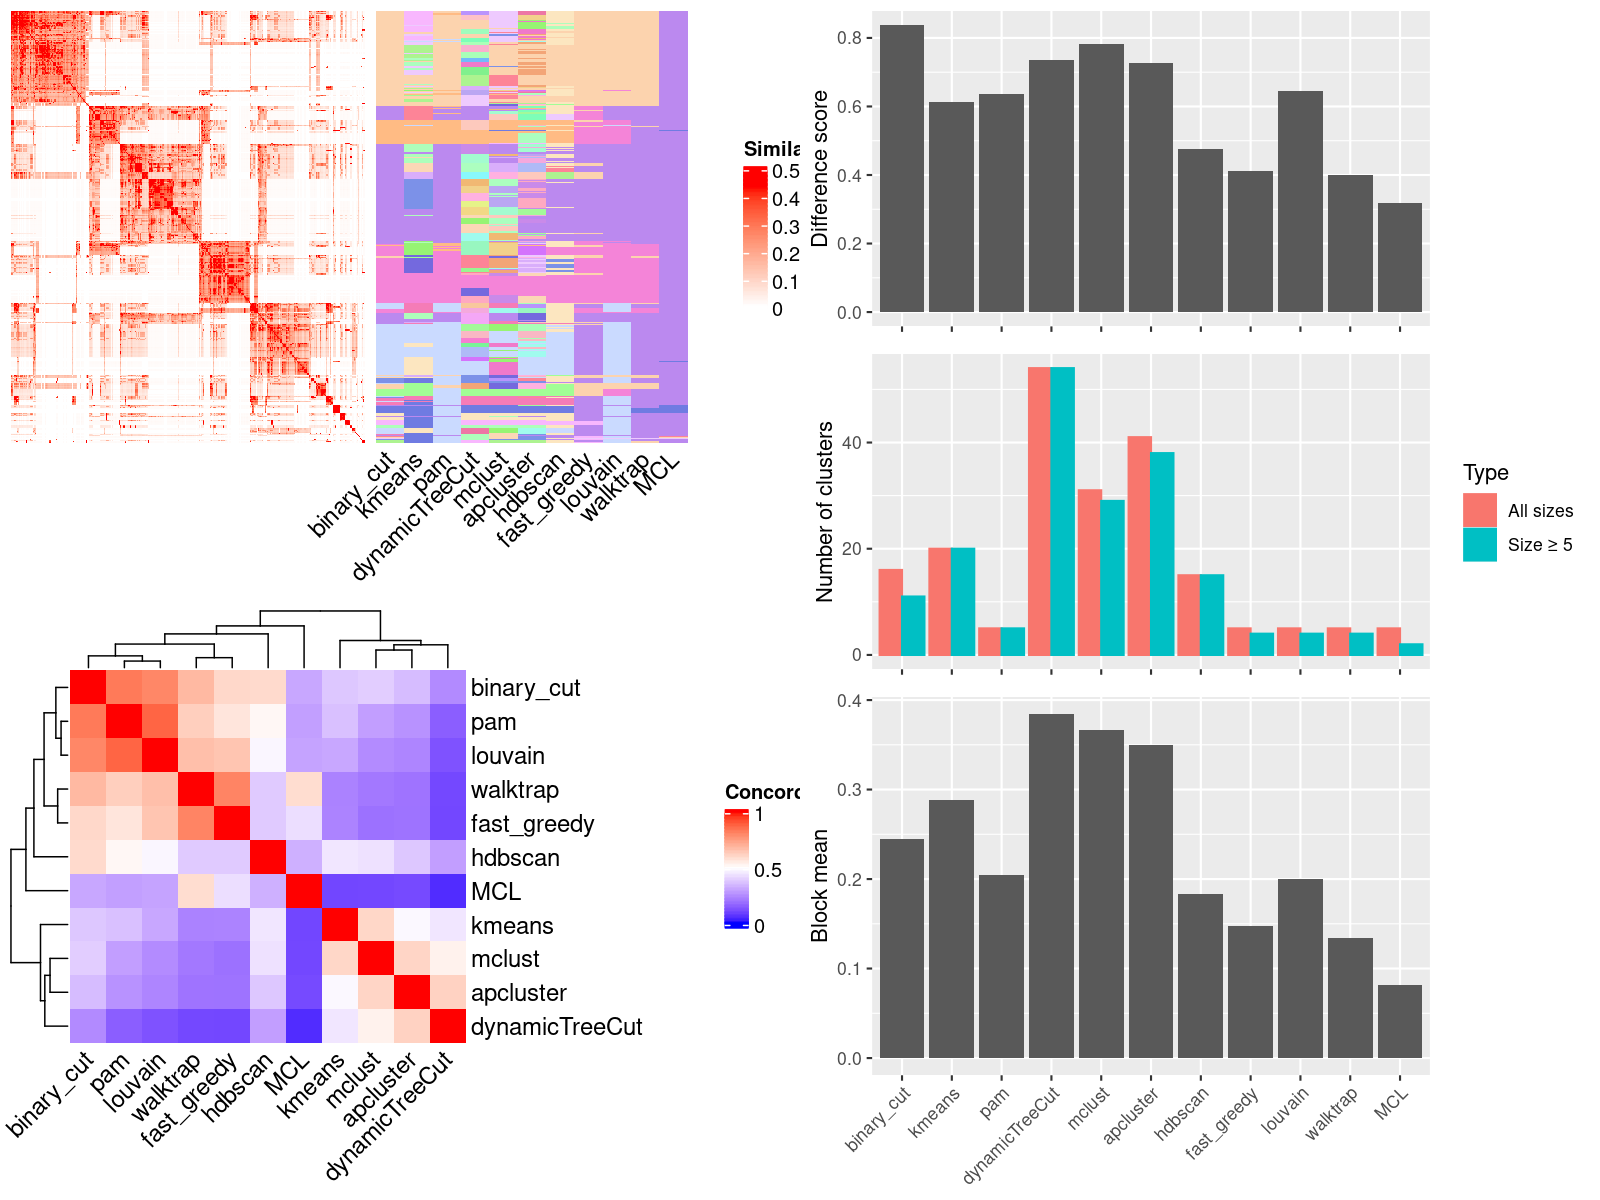 Simila
0.5
0.4
0.3
0.2
0.1
0
binary_cut
kmeans
pam
dynamicTreeCut
mclust
apcluster
hdbscan
fast_greedy
louvain
walktrap
MCL
binary_cut
pam
louvain
walktrap
fast_greedy
hdbscan
MCL
kmeans
mclust
apcluster
dynamicTreeCut
binary_cut
pam
louvain
walktrap
fast_greedy
hdbscan
MCL
kmeans
mclust
apcluster
dynamicTreeCut
Concord
1
0.5
0
Difference score
0.8
0.6
0.4
0.2
0.0
Number of clusters
40
20
0
Type
All sizes
Size ≥ 5
Block mean
0.4
0.3
0.2
0.1
0.0
binary_cut
kmeans
pam
dynamicTreeCut
mclust
apcluster
hdbscan
fast_greedy
louvain
walktrap
MCL